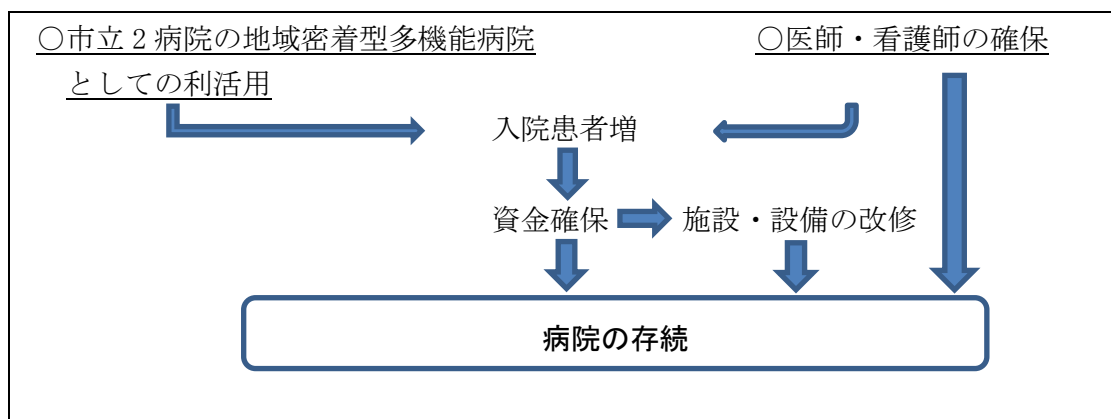 ○市立２病院の地域密着型多機能病院
としての利活用
○医師・看護師の確保
入院患者増
資金確保
施設・設備の改修
病院の存続